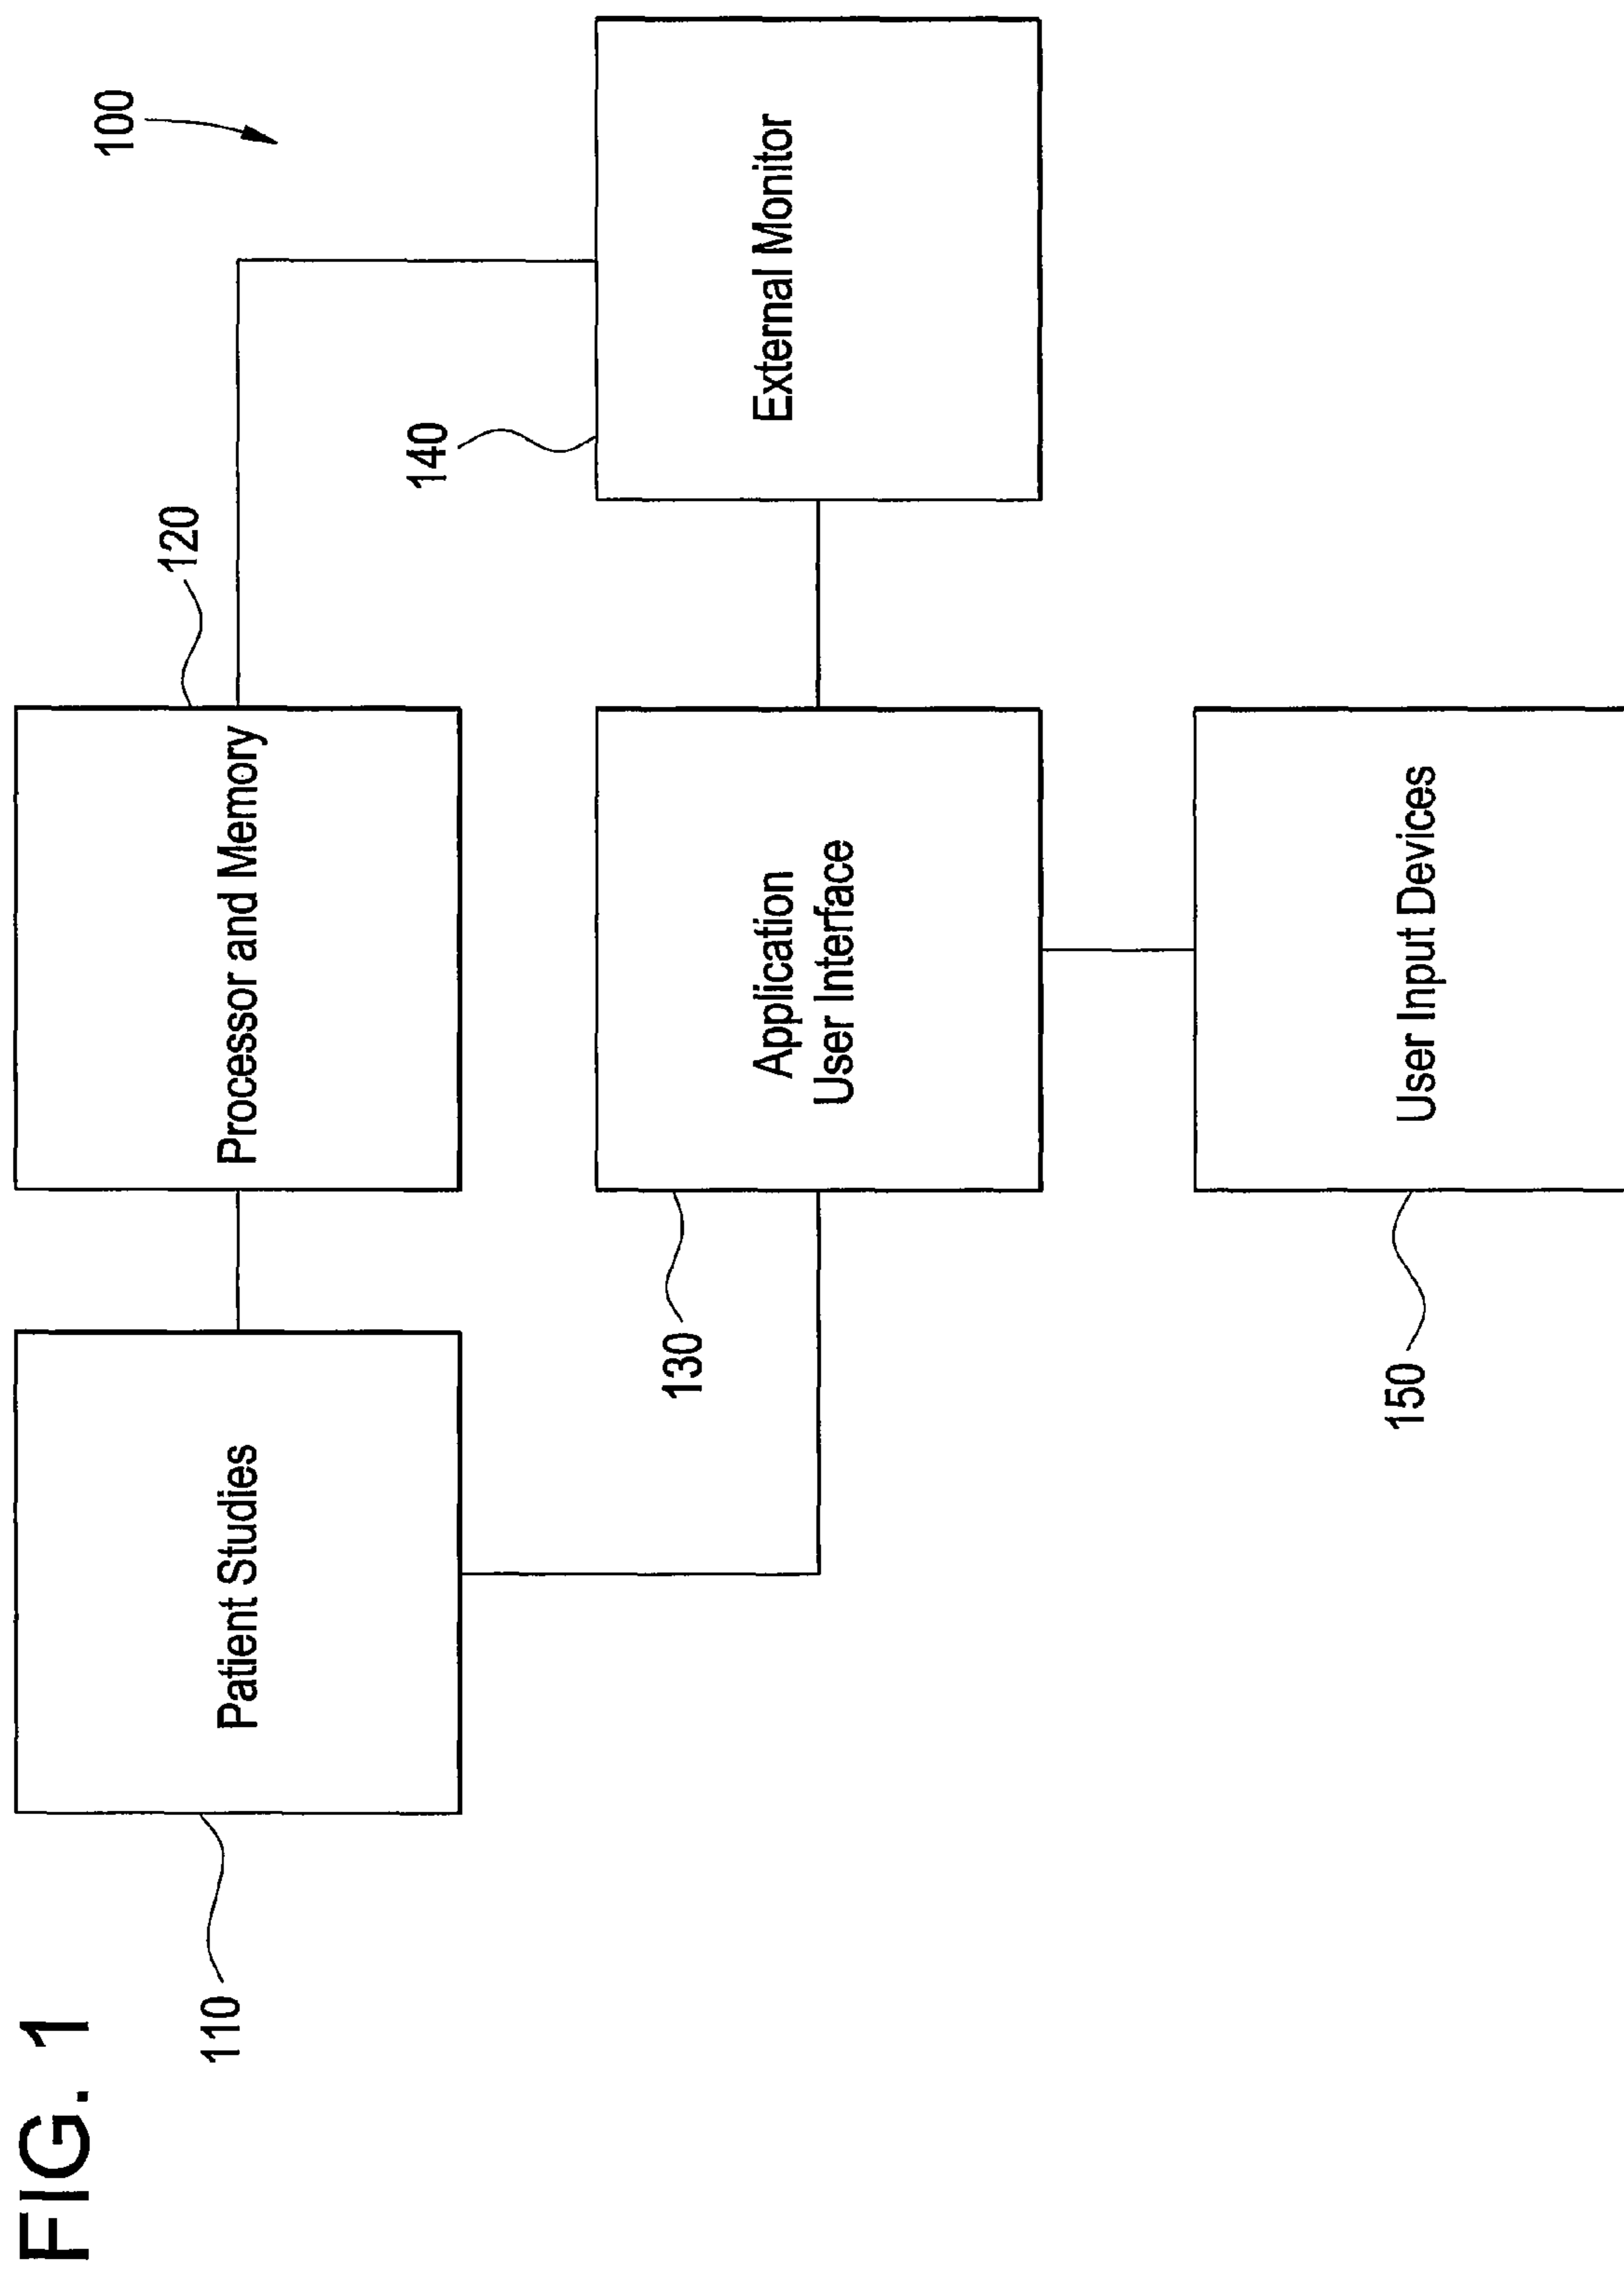 FIG. 1
100
110
Patient Studies
120
Processor and Memory
130
Application
User Interface
140
External Monitor
150
User Input Devices